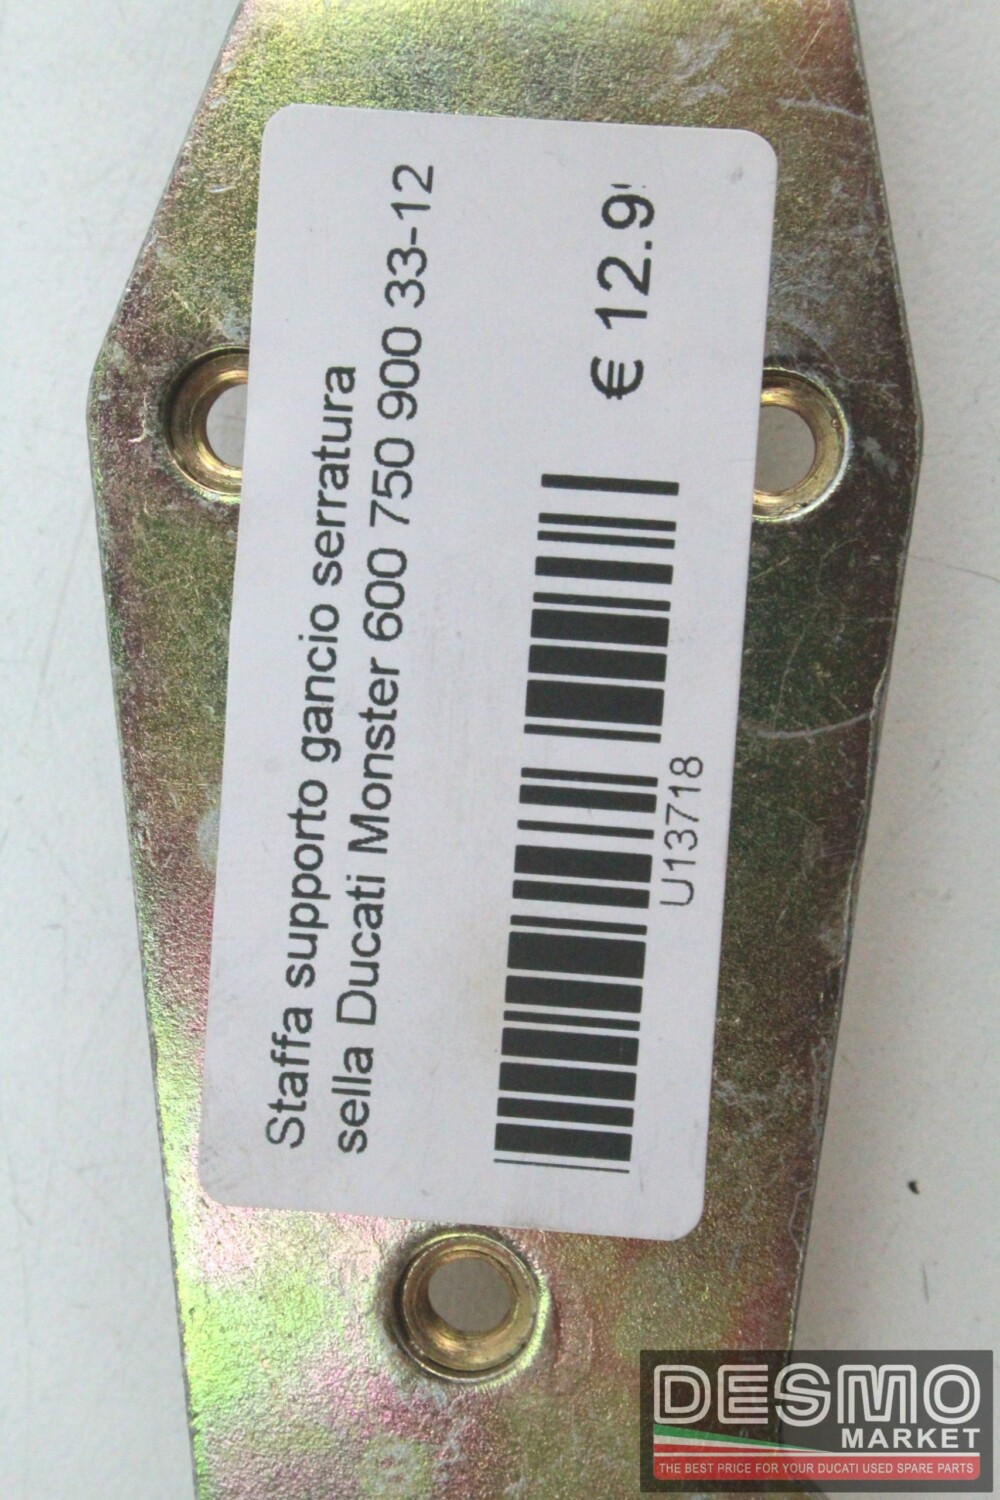 Staffa supporto gancio serratura
sella Ducati Monster 600 750 900 33-12
U13718
€ 12.9
DESMO
MARKET
THE BEST PRICE FOR YOUR DUCATI USED SPARE PARTS